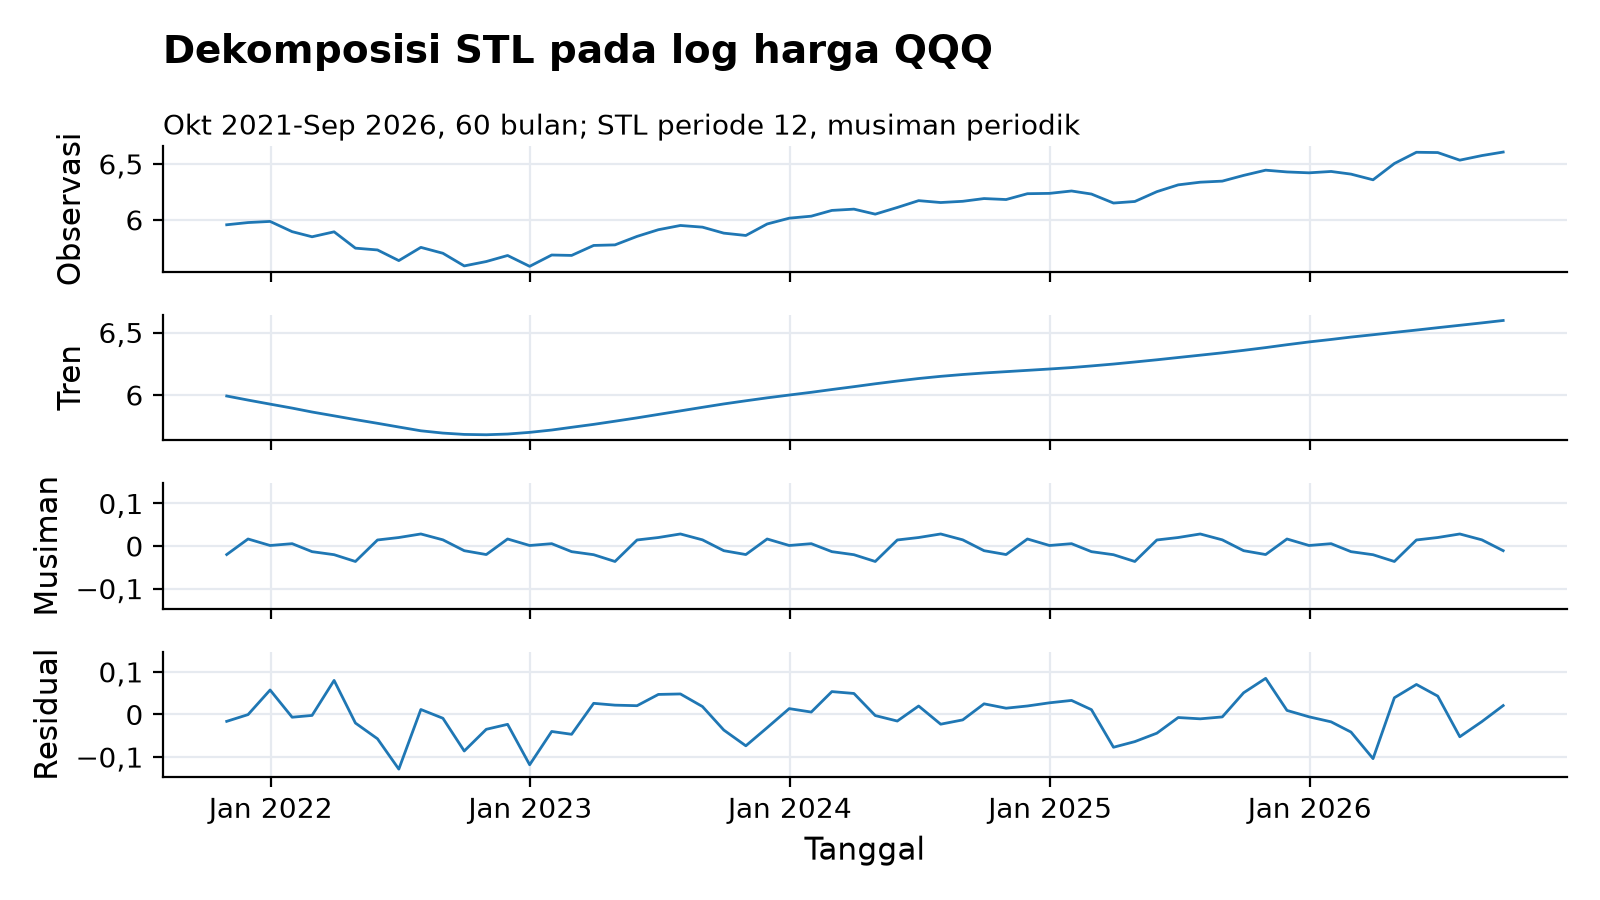 Dekomposisi STL pada log harga QQQ
Okt 2021-Sep 2026, 60 bulan; STL periode 12, musiman periodik
Observasi
6,5
6
Tren
6,5
6
Musiman
0,1
0
−0,1
Residual
0,1
0
−0,1
Jan 2022
Jan 2023
Jan 2024
Jan 2025
Jan 2026
Tanggal